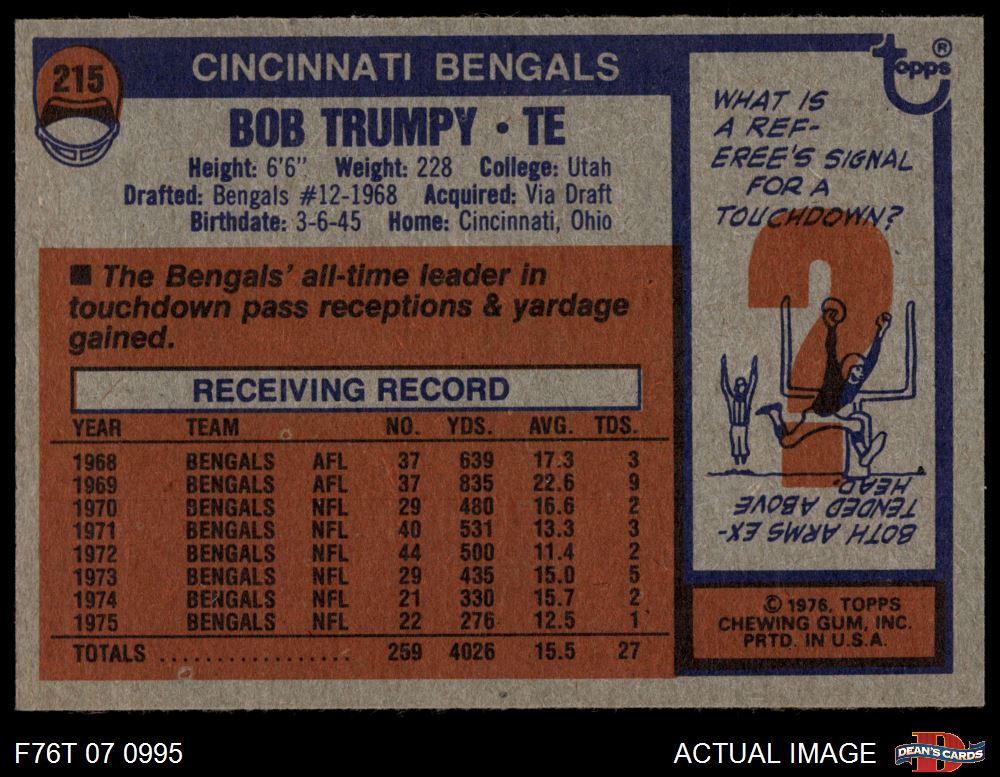 215
CINCINNATI BENGALS
BOB TRUMPY • TE
Height: 6'6" Weight: 228 College: Utah
Drafted: Bengals #12-1968 Acquired: Via Draft
Birthdate: 3-6-45 Home: Cincinnati, Ohio
■ The Bengals' all-time leader in
touchdown pass receptions & yardage
gained.
RECEIVING RECORD
YEAR TEAM NO. YDS. AVG. TDS.
1968 BENGALS AFL 37 639 17.3 3
1969 BENGALS AFL 37 835 22.6 9
1970 BENGALS NFL 29 480 16.6 2
1971 BENGALS NFL 40 531 13.3 3
1972 BENGALS NFL 44 500 11.4 2
1973 BENGALS NFL 29 435 15.0 5
1974 BENGALS NFL 21 330 15.7 2
1975 BENGALS NFL 22 276 12.5 1
TOTALS .................. 259 4026 15.5 27
Topps ®
WHAT IS
A REF-
EREE'S SIGNAL
FOR A
TOUCHDOWN?
?
BOTH ARMS EX-
TENDED ABOVE
HEAD
© 1976, TOPPS
CHEWING GUM, INC.
PRTD. IN U.S.A.
F76T 07 0995
ACTUAL IMAGE
D
DEAN'S CARDS